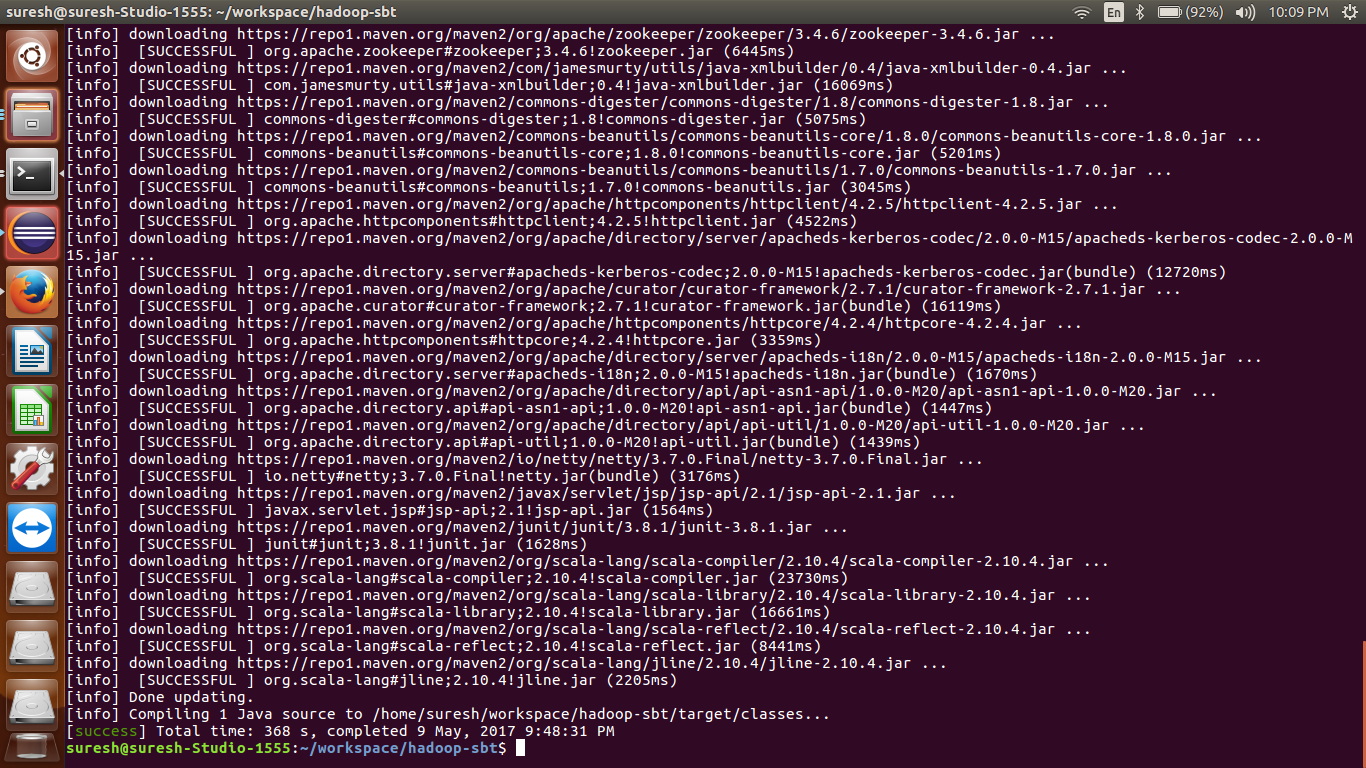 suresh@suresh-Studio-1555: ~/workspace/hadoop-sbt
En
(92%)
10:09 PM
[info] downloading https://repo1.maven.org/maven2/org/apache/zookeeper/zookeeper/3.4.6/zookeeper-3.4.6.jar ...
[info] 	[SUCCESSFUL ] org.apache.zookeeper#zookeeper;3.4.6!zookeeper.jar (6445ms)
[info] downloading https://repo1.maven.org/maven2/com/jamesmurty/utils/java-xmlbuilder/0.4/java-xmlbuilder-0.4.jar ...
[info] 	[SUCCESSFUL ] com.jamesmurty.utils#java-xmlbuilder;0.4!java-xmlbuilder.jar (16069ms)
[info] downloading https://repo1.maven.org/maven2/commons-digester/commons-digester/1.8/commons-digester-1.8.jar ...
[info] 	[SUCCESSFUL ] commons-digester#commons-digester;1.8!commons-digester.jar (5075ms)
[info] downloading https://repo1.maven.org/maven2/commons-beanutils/commons-beanutils-core/1.8.0/commons-beanutils-core-1.8.0.jar ...
[info] 	[SUCCESSFUL ] commons-beanutils#commons-beanutils-core;1.8.0!commons-beanutils-core.jar (5201ms)
[info] downloading https://repo1.maven.org/maven2/commons-beanutils/commons-beanutils/1.7.0/commons-beanutils-1.7.0.jar ...
[info] 	[SUCCESSFUL ] commons-beanutils#commons-beanutils;1.7.0!commons-beanutils.jar (3045ms)
[info] downloading https://repo1.maven.org/maven2/org/apache/httpcomponents/httpclient/4.2.5/httpclient-4.2.5.jar ...
[info] 	[SUCCESSFUL ] org.apache.httpcomponents#httpclient;4.2.5!httpclient.jar (4522ms)
[info] downloading https://repo1.maven.org/maven2/org/apache/directory/server/apacheds-kerberos-codec/2.0.0-M15/apacheds-kerberos-codec-2.0.0-M
15.jar ...
[info] 	[SUCCESSFUL ] org.apache.directory.server#apacheds-kerberos-codec;2.0.0-M15!apacheds-kerberos-codec.jar(bundle) (12720ms)
[info] downloading https://repo1.maven.org/maven2/org/apache/curator/curator-framework/2.7.1/curator-framework-2.7.1.jar ...
[info] 	[SUCCESSFUL ] org.apache.curator#curator-framework;2.7.1!curator-framework.jar(bundle) (16119ms)
[info] downloading https://repo1.maven.org/maven2/org/apache/httpcomponents/httpcore/4.2.4/httpcore-4.2.4.jar ...
[info] 	[SUCCESSFUL ] org.apache.httpcomponents#httpcore;4.2.4!httpcore.jar (3359ms)
[info] downloading https://repo1.maven.org/maven2/org/apache/directory/server/apacheds-i18n/2.0.0-M15/apacheds-i18n-2.0.0-M15.jar ...
[info] 	[SUCCESSFUL ] org.apache.directory.server#apacheds-i18n;2.0.0-M15!apacheds-i18n.jar(bundle) (1670ms)
[info] downloading https://repo1.maven.org/maven2/org/apache/directory/api/api-asn1-api/1.0.0-M20/api-asn1-api-1.0.0-M20.jar ...
[info] 	[SUCCESSFUL ] org.apache.directory.api#api-asn1-api;1.0.0-M20!api-asn1-api.jar(bundle) (1447ms)
[info] downloading https://repo1.maven.org/maven2/org/apache/directory/api/api-util/1.0.0-M20/api-util-1.0.0-M20.jar ...
[info] 	[SUCCESSFUL ] org.apache.directory.api#api-util;1.0.0-M20!api-util.jar(bundle) (1439ms)
[info] downloading https://repo1.maven.org/maven2/io/netty/netty/3.7.0.Final/netty-3.7.0.Final.jar ...
[info] 	[SUCCESSFUL ] io.netty#netty;3.7.0.Final!netty.jar(bundle) (3176ms)
[info] downloading https://repo1.maven.org/maven2/javax/servlet/jsp/jsp-api/2.1/jsp-api-2.1.jar ...
[info] 	[SUCCESSFUL ] javax.servlet.jsp#jsp-api;2.1!jsp-api.jar (1564ms)
[info] downloading https://repo1.maven.org/maven2/junit/junit/3.8.1/junit-3.8.1.jar ...
[info] 	[SUCCESSFUL ] junit#junit;3.8.1!junit.jar (1628ms)
[info] downloading https://repo1.maven.org/maven2/org/scala-lang/scala-compiler/2.10.4/scala-compiler-2.10.4.jar ...
[info] 	[SUCCESSFUL ] org.scala-lang#scala-compiler;2.10.4!scala-compiler.jar (23730ms)
[info] downloading https://repo1.maven.org/maven2/org/scala-lang/scala-library/2.10.4/scala-library-2.10.4.jar ...
[info] 	[SUCCESSFUL ] org.scala-lang#scala-library;2.10.4!scala-library.jar (16661ms)
[info] downloading https://repo1.maven.org/maven2/org/scala-lang/scala-reflect/2.10.4/scala-reflect-2.10.4.jar ...
[info] 	[SUCCESSFUL ] org.scala-lang#scala-reflect;2.10.4!scala-reflect.jar (8441ms)
[info] downloading https://repo1.maven.org/maven2/org/scala-lang/jline/2.10.4/jline-2.10.4.jar ...
[info] 	[SUCCESSFUL ] org.scala-lang#jline;2.10.4!jline.jar (2205ms)
[info] Done updating.
[info] Compiling 1 Java source to /home/suresh/workspace/hadoop-sbt/target/classes...
[success] Total time: 368 s, completed 9 May, 2017 9:48:31 PM
suresh@suresh-Studio-1555:~/workspace/hadoop-sbt$